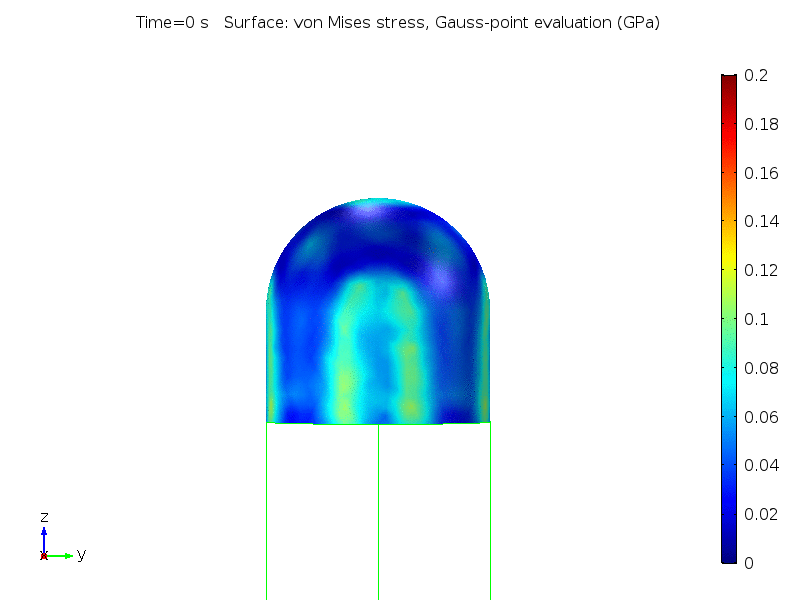 Time=0 s   Surface: von Mises stress, Gauss-point evaluation (GPa)
0.2
0.18
0.16
0.14
0.12
0.1
0.08
0.06
0.04
0.02
0
z
x
y